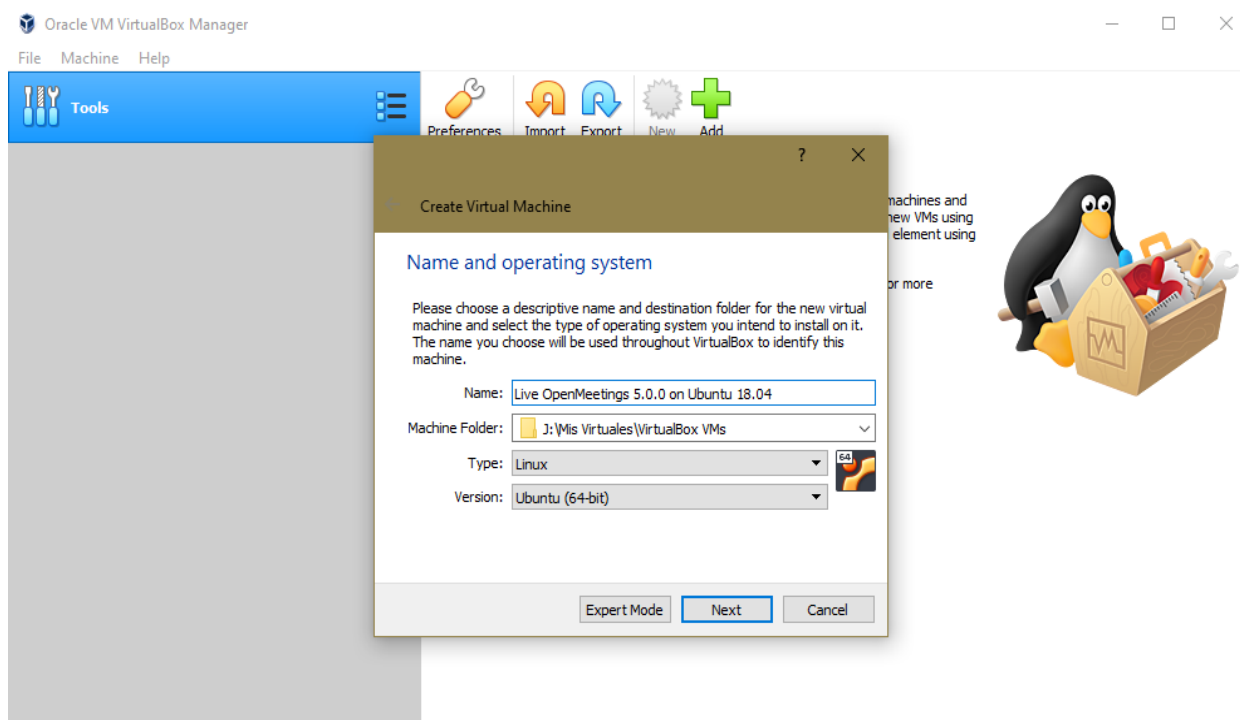 Oracle VM VirtualBox Manager
File Machine Help
Tools
Preferences Import Export New Add
machines and
new VMs using
element using
or more
? 
Create Virtual Machine
Name and operating system
Please choose a descriptive name and destination folder for the new virtual
machine and select the type of operating system you intend to install on it.
The name you choose will be used throughout VirtualBox to identify this
machine.
Name: Live OpenMeetings 5.0.0 on Ubuntu 18.04
Machine Folder: J:\Mis Virtuales\VirtualBox VMs
Type: Linux
64
Version: Ubuntu (64-bit)
Expert Mode Next Cancel